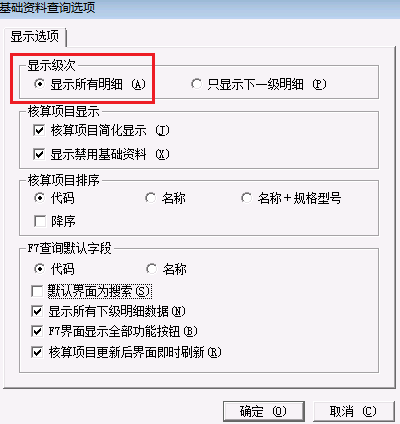 基础资料查询选项
显示选项
显示级次
显示所有明细 (A) 只显示下一级明细 (P)
核算项目显示
核算项目简化显示 (J)
显示禁用基础资料 (X)
核算项目排序
代码 名称 名称+规格型号
降序
F7查询默认字段
代码 名称
默认界面为搜索(S)
显示所有下级明细数据(N)
F7界面显示全部功能按钮(B)
核算项目更新后界面即时刷新(R)
确定 (O) 取消 (C)